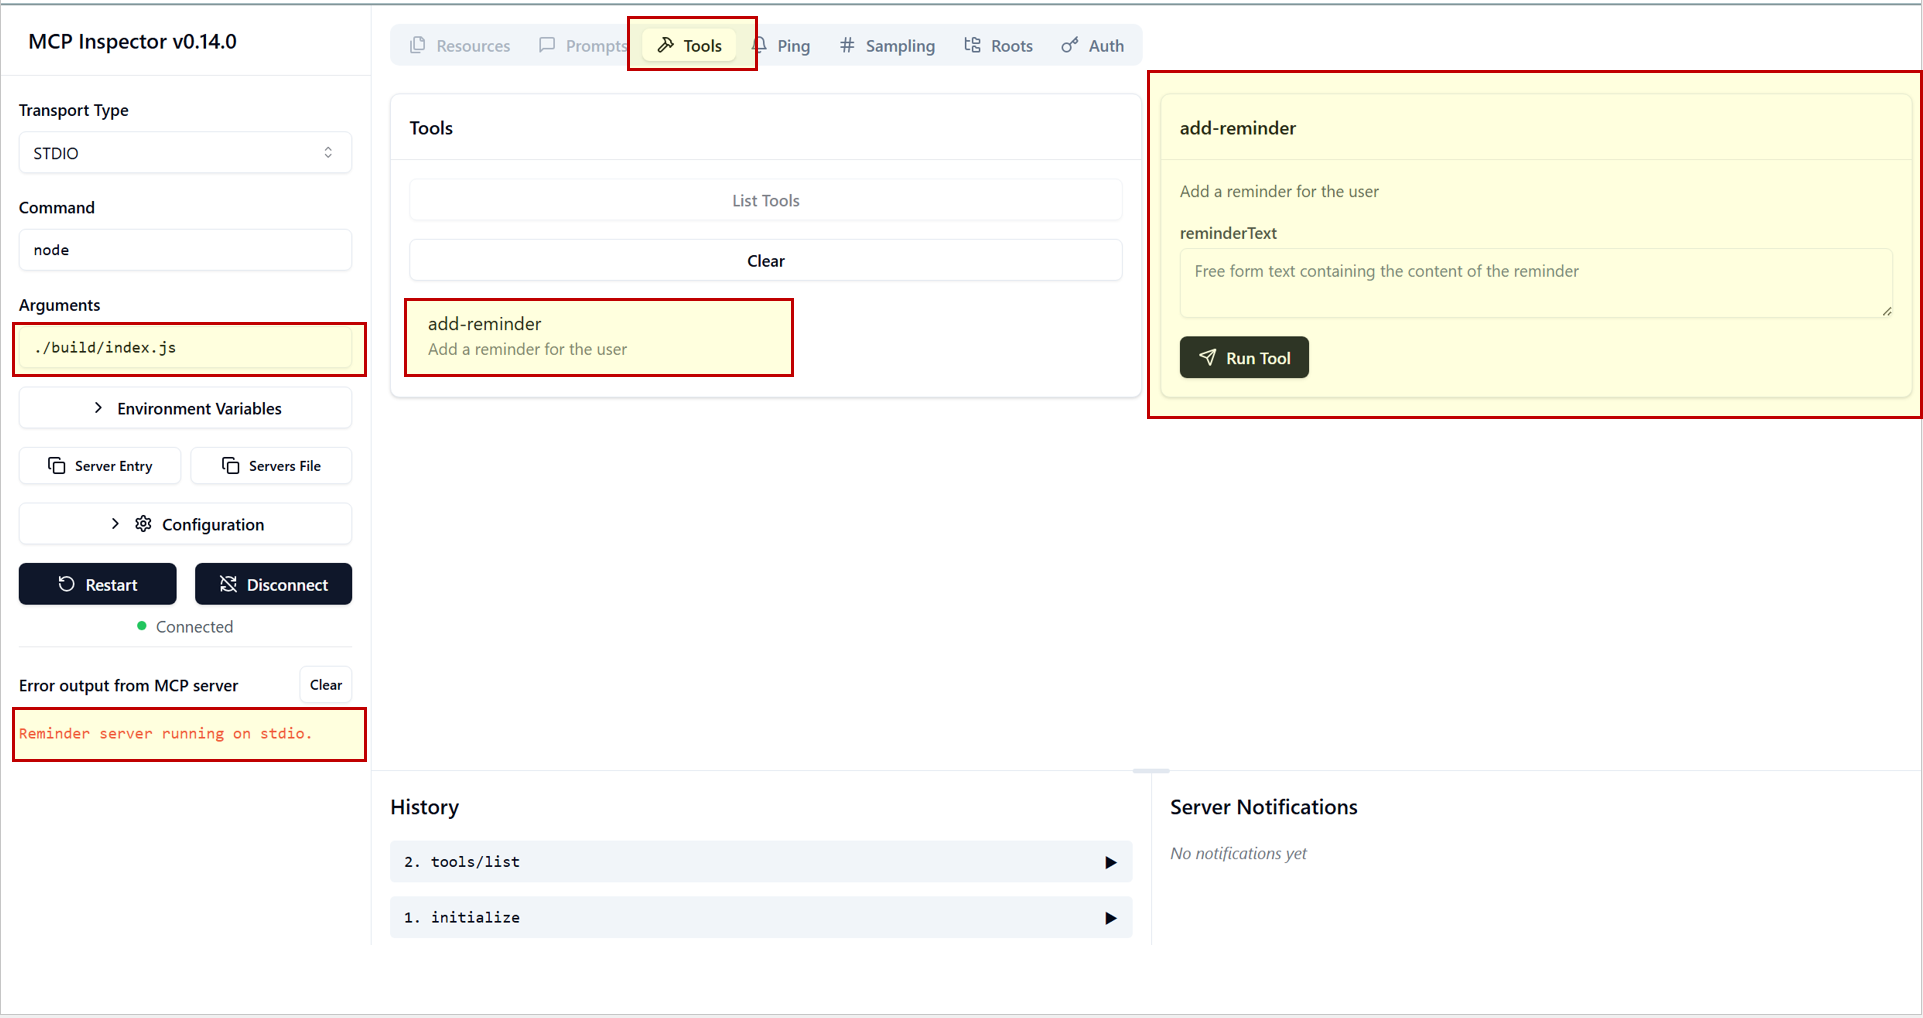 MCP Inspector v0.14.0
Transport Type
STDIO
Command
node
Arguments
./build/index.js
Environment Variables
Server Entry
Servers File
Configuration
Restart
Disconnect
Connected
Error output from MCP server
Clear
Reminder server running on stdio.
Resources
Prompts
Tools
Ping
Sampling
Roots
Auth
Tools
List Tools
Clear
add-reminder
Add a reminder for the user
add-reminder
Add a reminder for the user
reminderText
Free form text containing the content of the reminder
Run Tool
History
2. tools/list
1. initialize
Server Notifications
No notifications yet